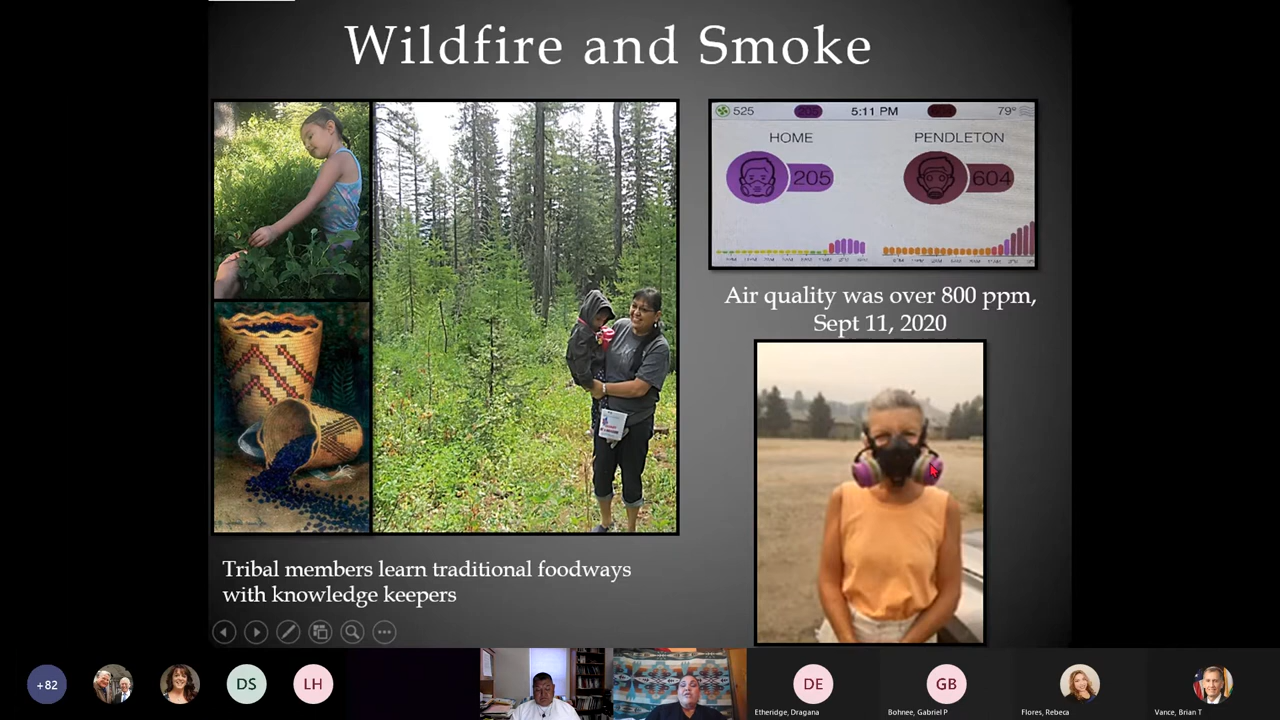 Wildfire and Smoke
525
5:11 PM
79°
HOME
PENDLETON
205
604
Air quality was over 800 ppm,
Sept 11, 2020
Tribal members learn traditional foodways
with knowledge keepers
+82
DS
LH
DE
GB
Etheridge, Dragana
Bohnee, Gabriel P
Flores, Rebeca
Vance, Brian T